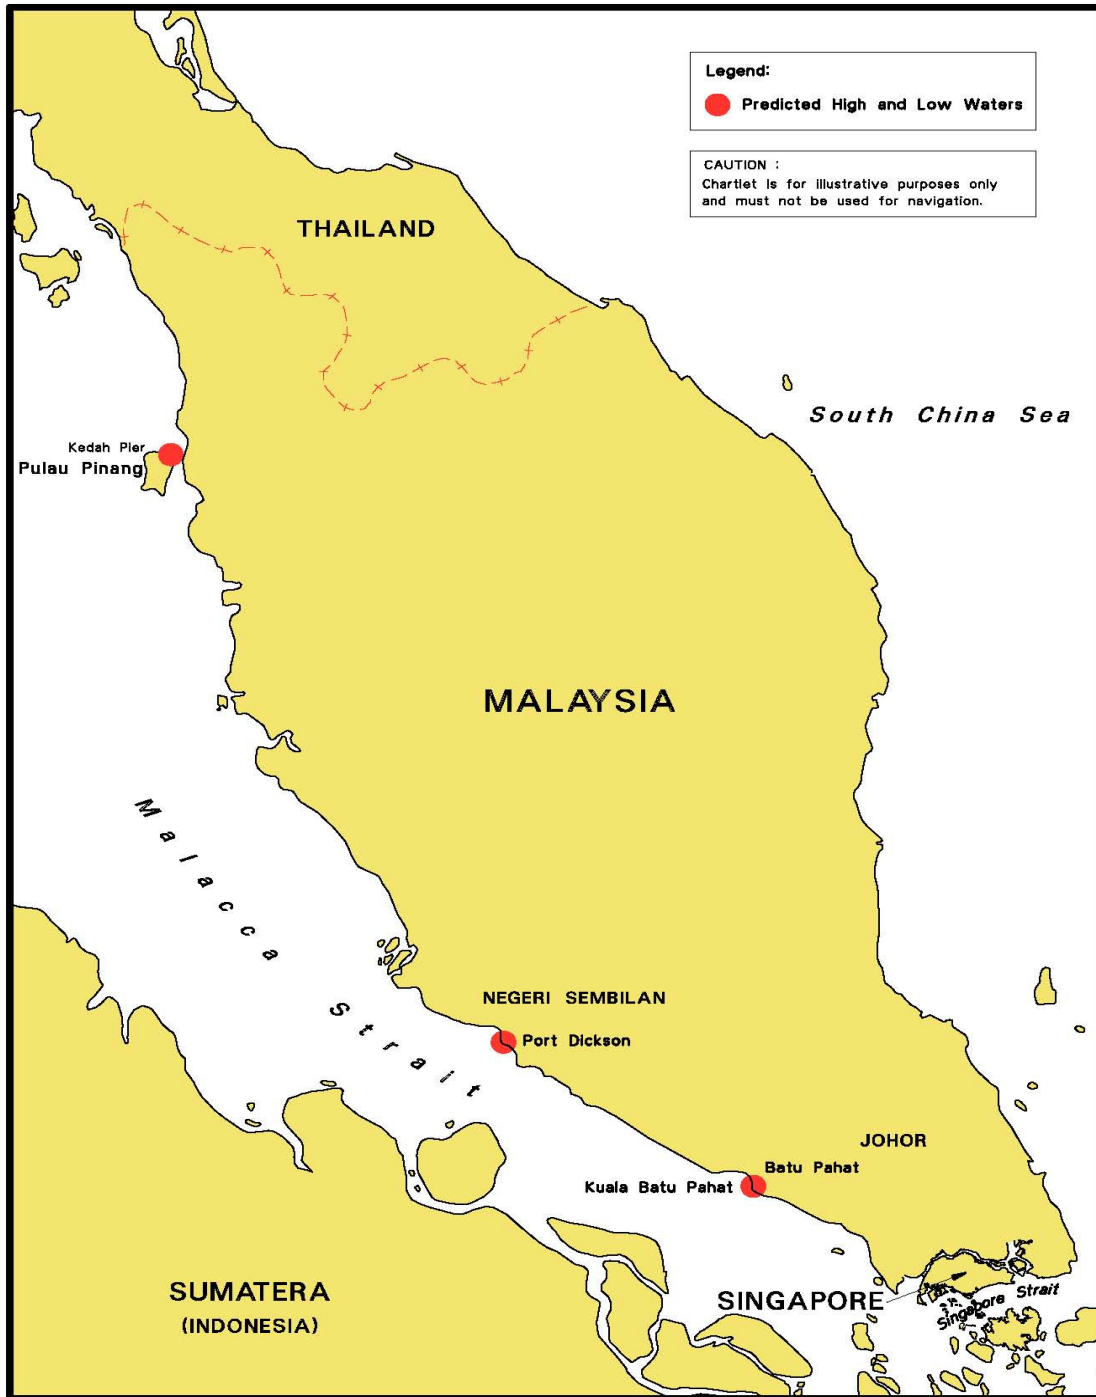 Legend:
Predicted High and Low Waters
CAUTION :
Chartlet is for illustrative purposes only
and must not be used for navigation.
THAILAND
South China Sea
Kedah Pier
Pulau Pinang
MALAYSIA
Malacca Strait
NEGERI SEMBILAN
Port Dickson
JOHOR
Batu Pahat
Kuala Batu Pahat
SUMATERA
(INDONESIA)
SINGAPORE
Singapore Strait